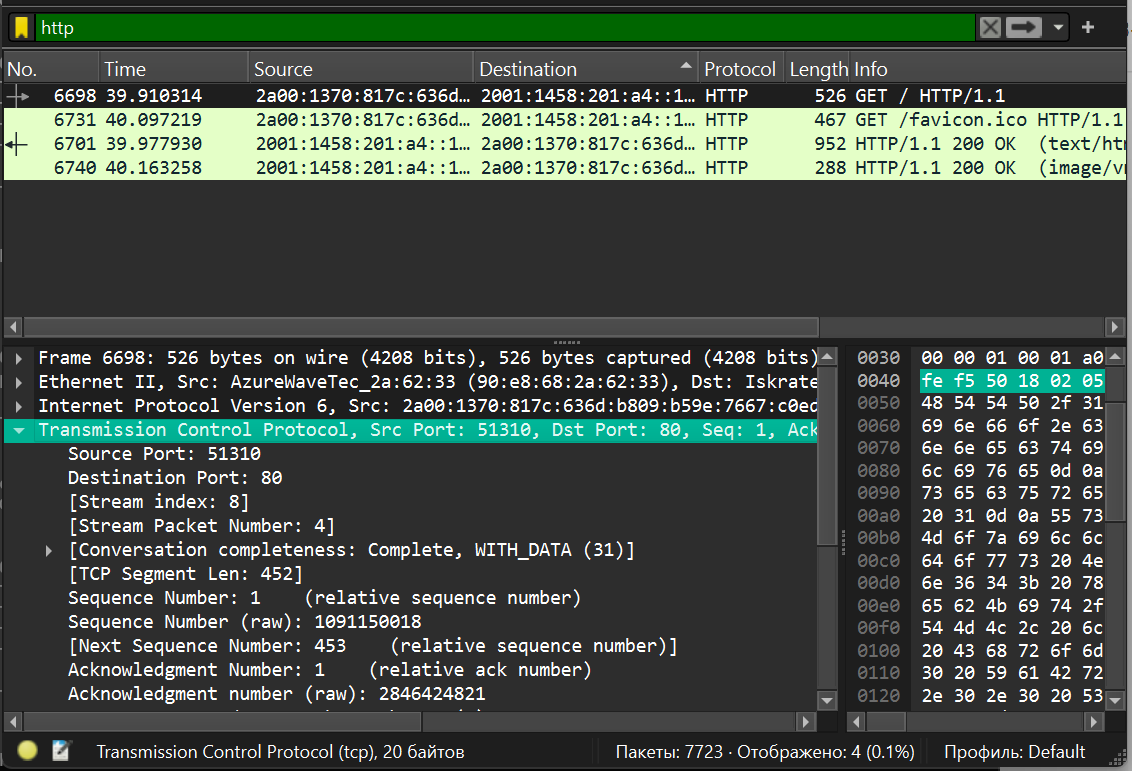 http
No. Time Source Destination Protocol Length Info
6698 39.910314 2a00:1370:817c:636d… 2001:1458:201:a4::1… HTTP 526 GET / HTTP/1.1
6731 40.097219 2a00:1370:817c:636d… 2001:1458:201:a4::1… HTTP 467 GET /favicon.ico HTTP/1.1
6701 39.977930 2001:1458:201:a4::1… 2a00:1370:817c:636d… HTTP 952 HTTP/1.1 200 OK (text/ht
6740 40.163258 2001:1458:201:a4::1… 2a00:1370:817c:636d… HTTP 288 HTTP/1.1 200 OK (image/v
Frame 6698: 526 bytes on wire (4208 bits), 526 bytes captured (4208 bits)
Ethernet II, Src: AzureWaveTec_2a:62:33 (90:e8:68:2a:62:33), Dst: Iskrate
Internet Protocol Version 6, Src: 2a00:1370:817c:636d:b809:b59e:7667:c0ed
Transmission Control Protocol, Src Port: 51310, Dst Port: 80, Seq: 1, Ack
Source Port: 51310
Destination Port: 80
[Stream index: 8]
[Stream Packet Number: 4]
[Conversation completeness: Complete, WITH_DATA (31)]
[TCP Segment Len: 452]
Sequence Number: 1 (relative sequence number)
Sequence Number (raw): 1091150018
[Next Sequence Number: 453 (relative sequence number)]
Acknowledgment Number: 1 (relative ack number)
Acknowledgment number (raw): 2846424821
0030 00 00 01 00 01 a0
0040 fe f5 50 18 02 05
0050 48 54 54 50 2f 31
0060 69 6e 66 6f 2e 63
0070 6e 6e 65 63 74 69
0080 6c 69 76 65 0d 0a
0090 73 65 63 75 72 65
00a0 20 31 0d 0a 55 73
00b0 4d 6f 7a 69 6c 6c
00c0 64 6f 77 73 20 4e
00d0 6e 36 34 3b 20 78
00e0 65 62 4b 69 74 2f
00f0 54 4d 4c 2c 20 6c
0100 20 43 68 72 6f 6d
0110 30 20 59 61 42 72
0120 2e 30 2e 30 20 53
Transmission Control Protocol (tcp), 20 байтов
Пакеты: 7723 · Отображено: 4 (0.1%)
Профиль: Default